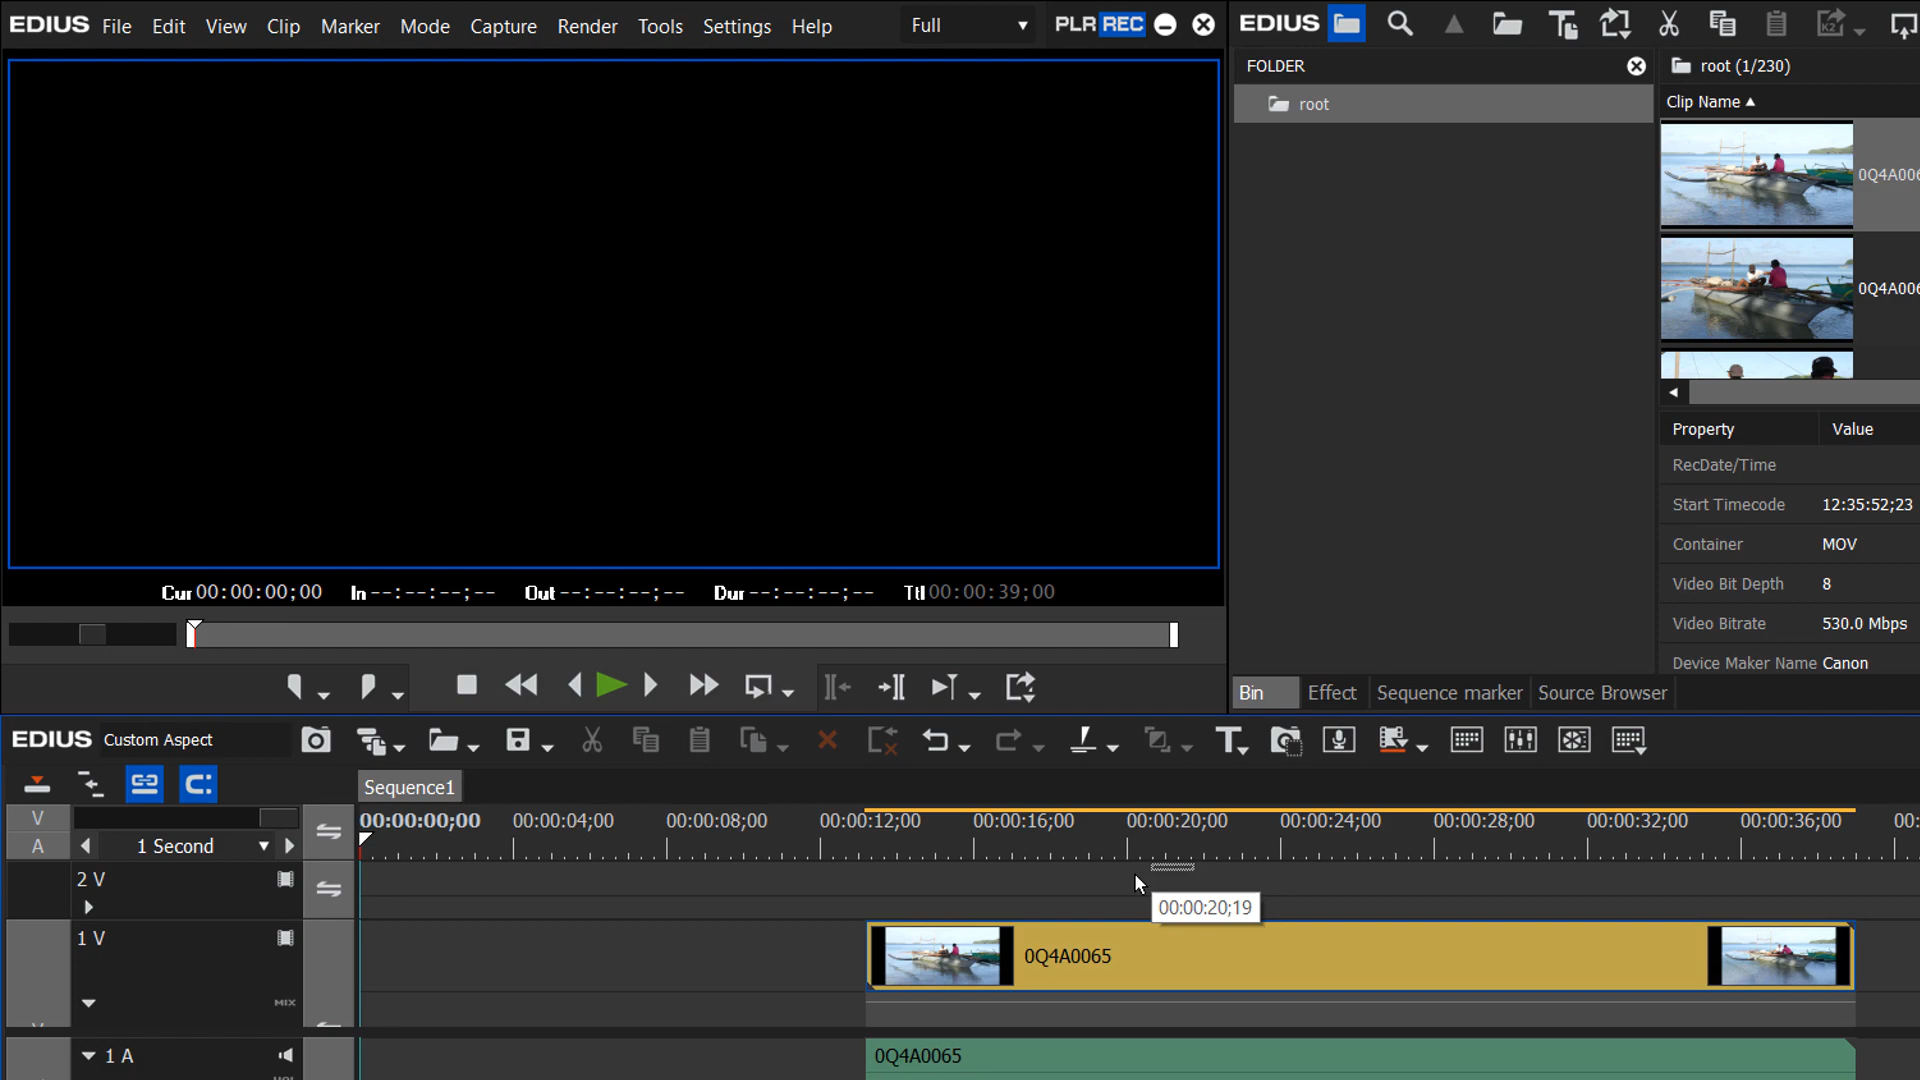 EDIUS File Edit View Clip Marker Mode Capture Render Tools Settings Help Full PLR REC
Cur 00:00:00;00 In --:--:--;-- Out --:--:--;-- Dur --:--:--;-- Ttl 00:00:39;00
EDIUS
FOLDER
root
root (1/230)
Clip Name
0Q4A006
0Q4A006
Property Value
RecDate/Time
Start Timecode 12:35:52;23
Container MOV
Video Bit Depth 8
Video Bitrate 530.0 Mbps
Device Maker Name Canon
Bin Effect Sequence marker Source Browser
EDIUS Custom Aspect
Sequence1
V 00:00:00;00 00:00:04;00 00:00:08;00 00:00:12;00 00:00:16;00 00:00:20;00 00:00:24;00 00:00:28;00 00:00:32;00 00:00:36;00 00:
A 1 Second
2 V
00:00:20;19
1 V
0Q4A0065
MIX
1 A 0Q4A0065